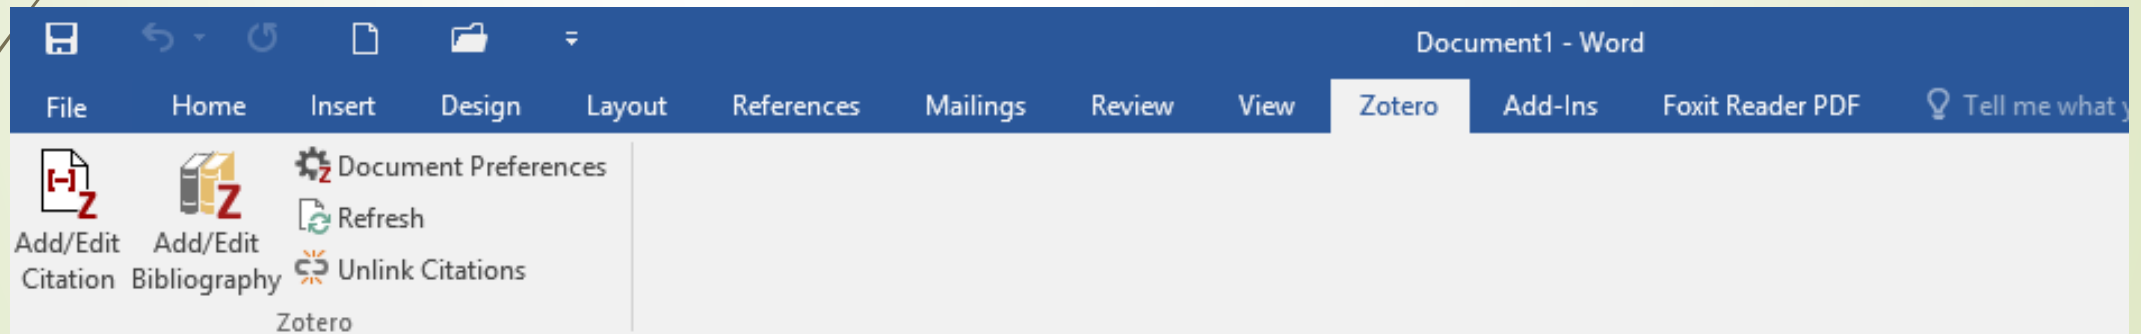 Document1 - Word
File Home Insert Design Layout References Mailings Review View Zotero Add-Ins Foxit Reader PDF Tell me what
Add/Edit Citation
Add/Edit Bibliography
Document Preferences
Refresh
Unlink Citations
Zotero